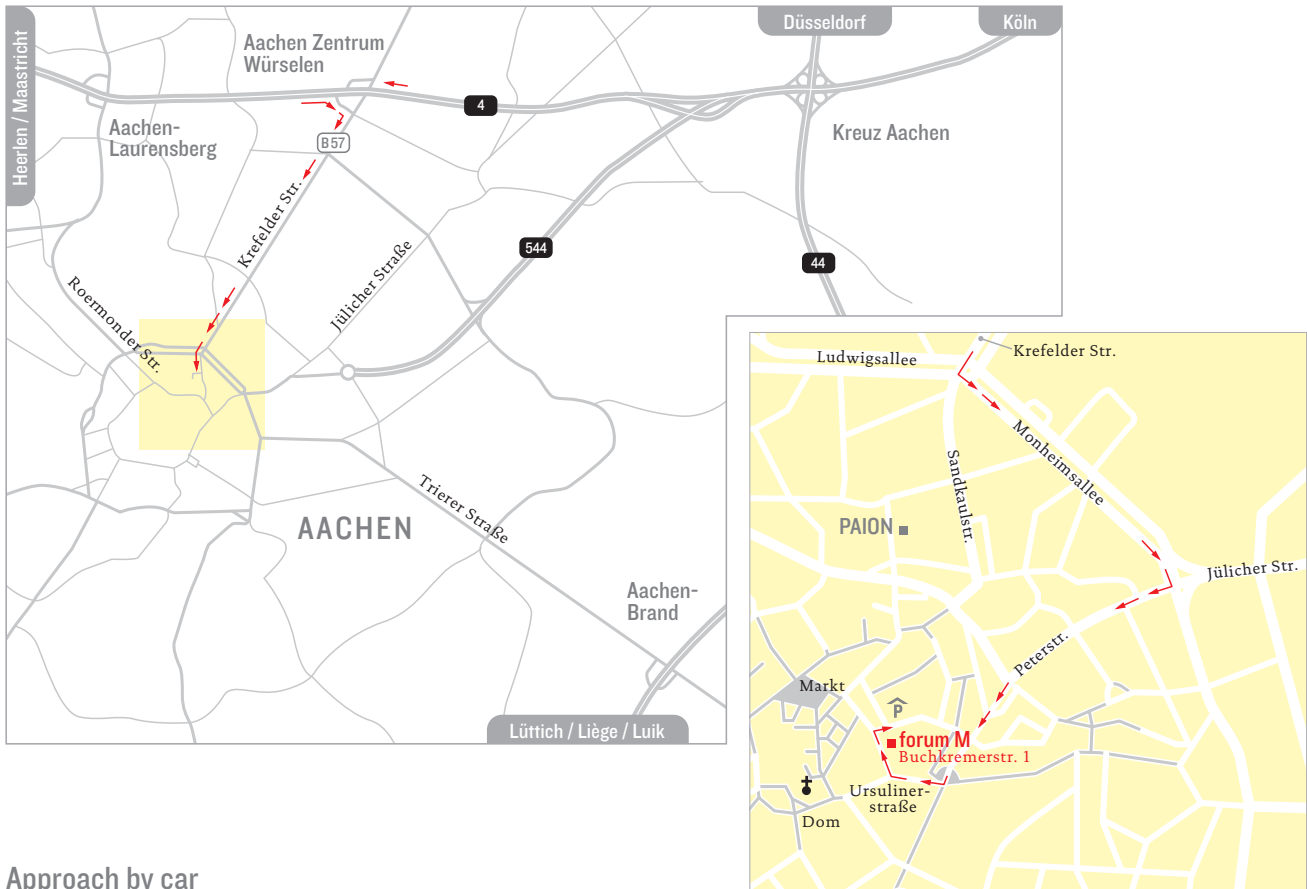 Düsseldorf
Köln
Heerlen / Maastricht
Aachen Zentrum
Würselen
4
Aachen-
Laurensberg
B57
Kreuz Aachen
Krefelder Str.
544
44
Jülicher Straße
Roermonder Str.
AACHEN
Trierer Straße
Aachen-
Brand
Lüttich / Liège / Luik
Krefelder Str.
Ludwigsallee
Monheimsallee
Sandkaulstr.
PAION
Jülicher Str.
Peterstr.
Markt
P
forum M
Buchkremerstr. 1
Ursuliner-
straße
Dom
Approach by car